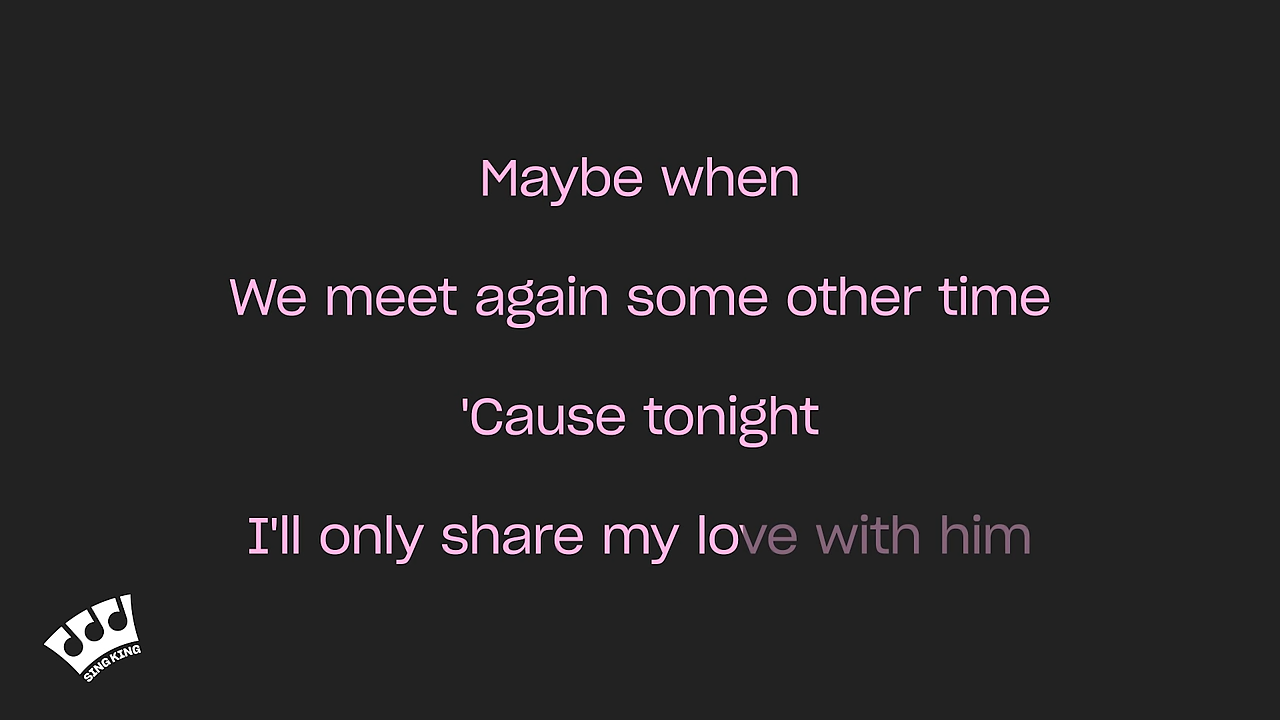 Maybe when
We meet again some other time
'Cause tonight
I'll only share my love with him
SING KING